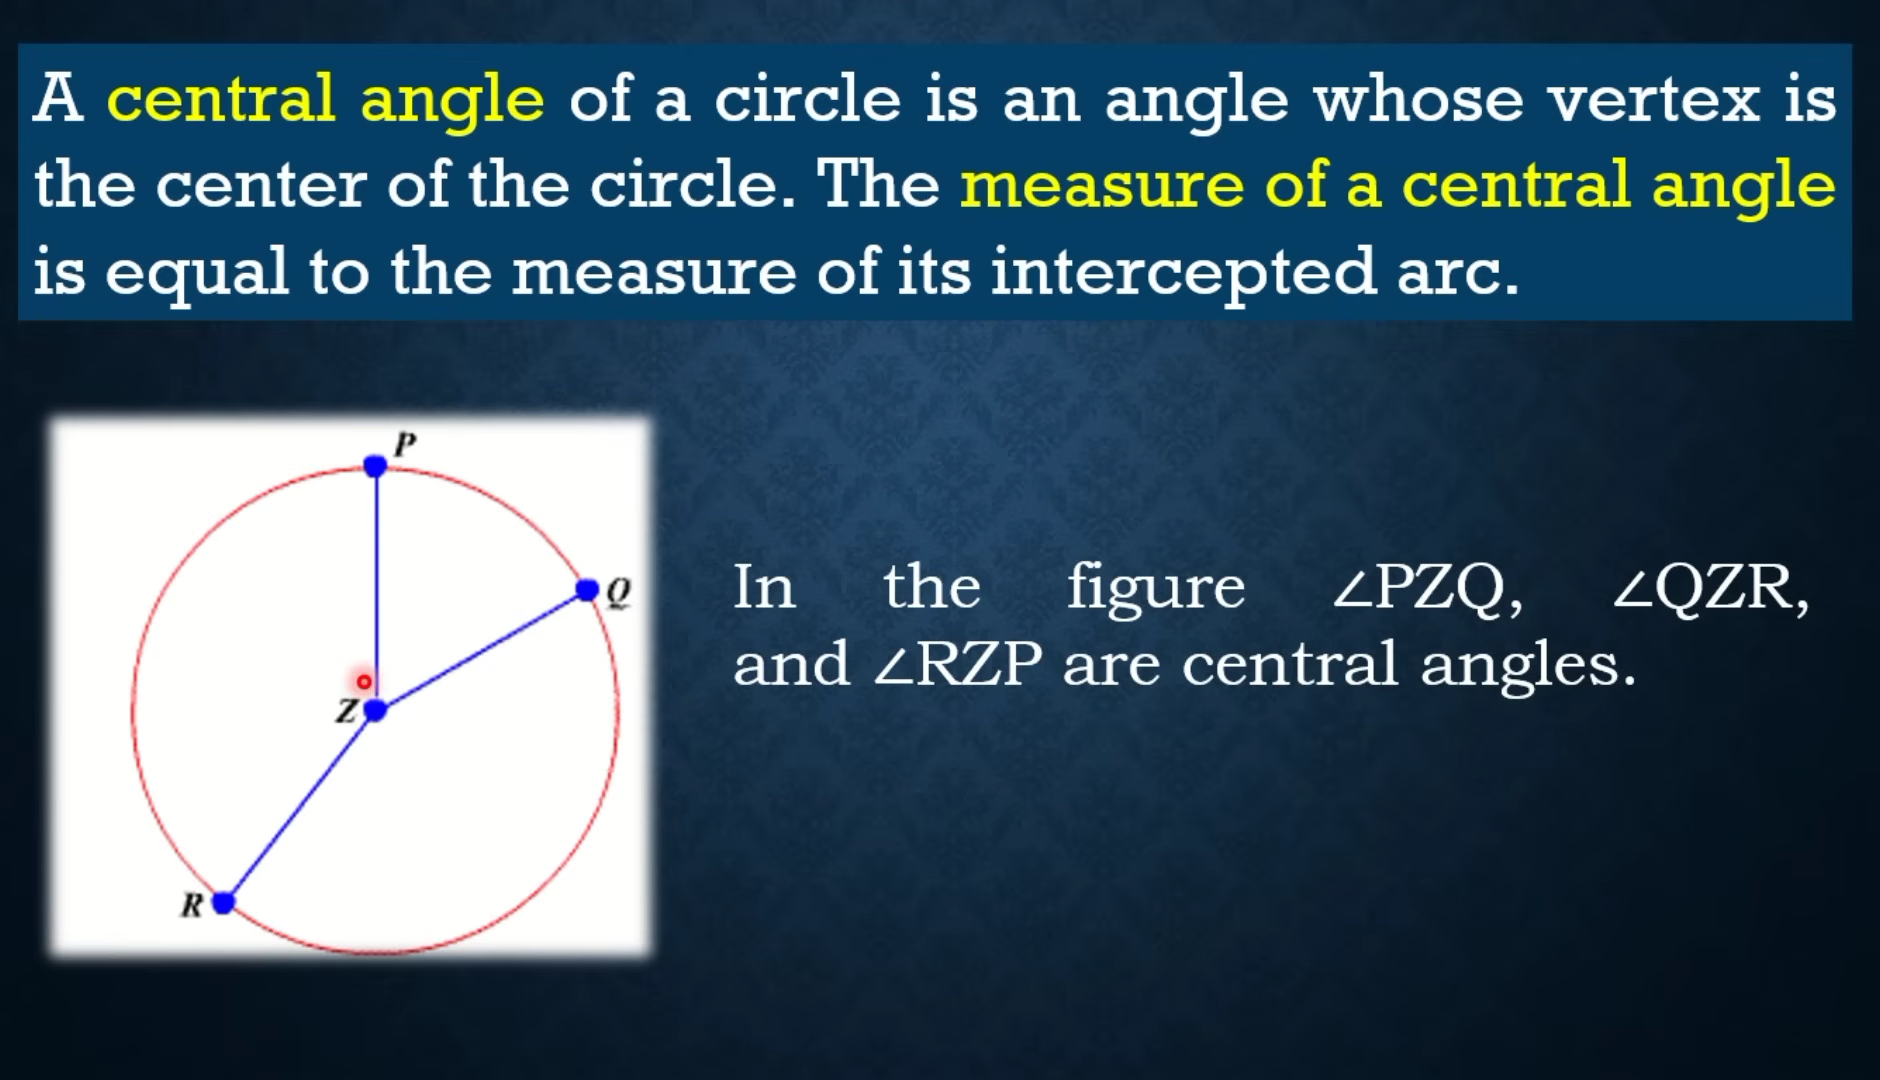 A central angle of a circle is an angle whose vertex is
the center of the circle. The measure of a central angle
is equal to the measure of its intercepted arc.
P
Q
Z
R
In the figure ∠PZQ, ∠QZR,
and ∠RZP are central angles.